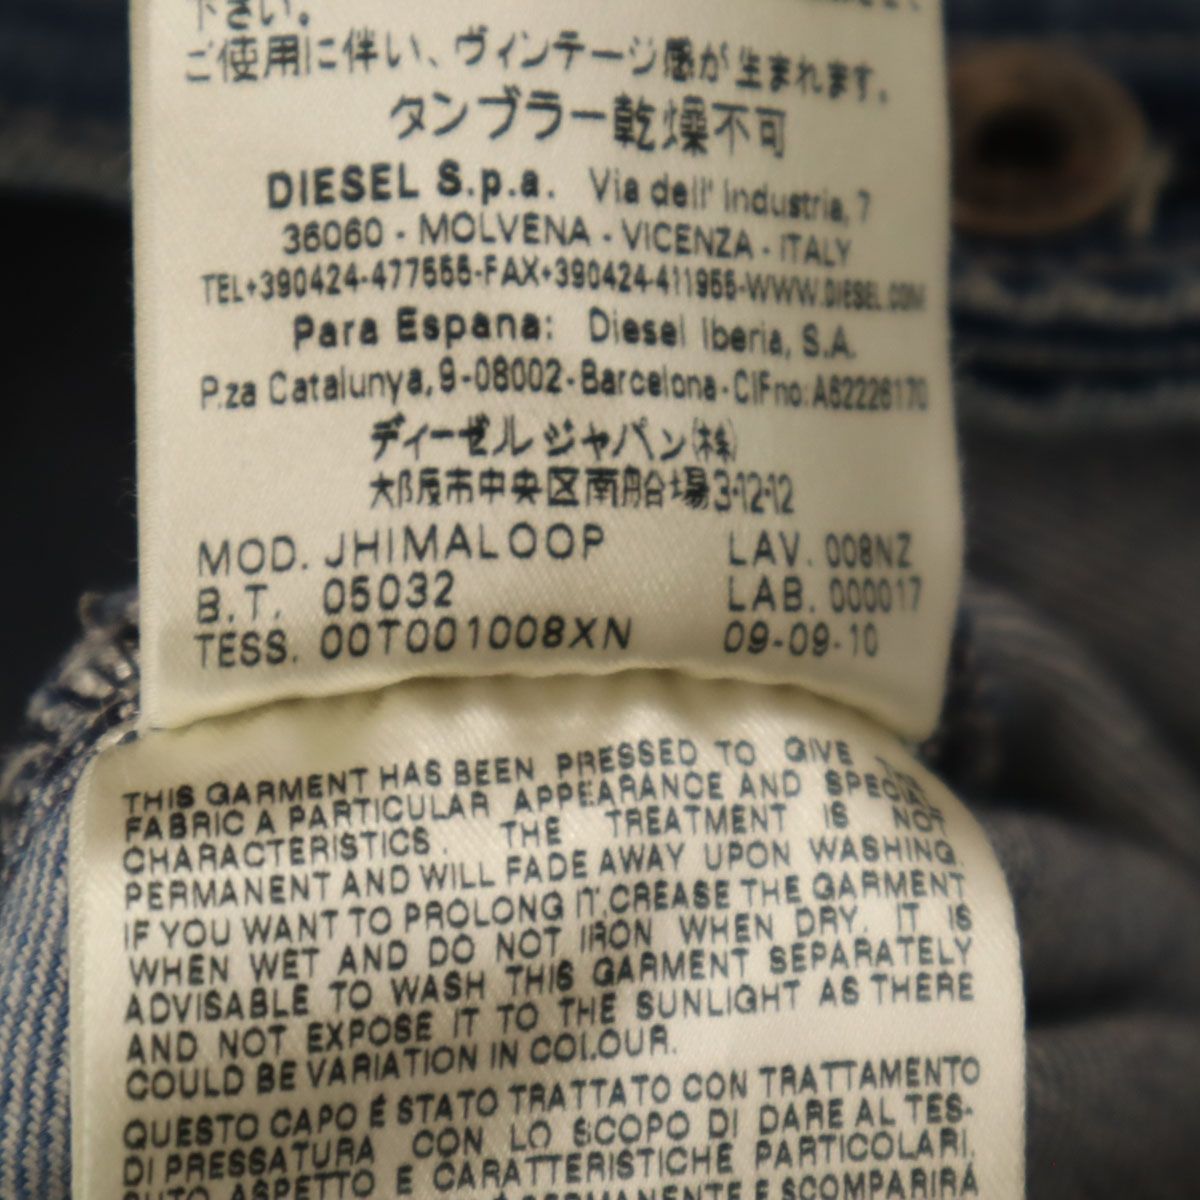 下さい。
ご使用に伴い、ヴィンテージ感が生まれます。
タンブラー乾燥不可
DIESEL S.p.a. Via dell' Industria, 7
36060 - MOLVENA - VICENZA - ITALY
TEL+390424-477555-FAX+390424-411955-WWW.DIESEL.COM
Para Espana: Diesel Iberia, S.A.
P.za Catalunya, 9-08002-Barcelona-CIFno:A62226170
ディーゼルジャパン(株)
大阪市中央区南船場3-12-12
MOD. JHIMALOOP LAV. 008NZ
B.T. 05032 LAB. 000017
TESS. 00T001008XN 09-09-10
THIS GARMENT HAS BEEN PRESSED TO GIVE THE
FABRIC A PARTICULAR APPEARANCE AND SPECIAL
CHARACTERISTICS. THE TREATMENT IS NOT
PERMANENT AND WILL FADE AWAY UPON WASHING.
IF YOU WANT TO PROLONG IT,CREASE THE GARMENT
WHEN WET AND DO NOT IRON WHEN DRY. IT IS
ADVISABLE TO WASH THIS GARMENT SEPARATELY
AND NOT EXPOSE IT TO THE SUNLIGHT AS THERE
COULD BE VARIATION IN COLOUR.
QUESTO CAPO É STATO TRATTATO CON TRATTAMENTO
DI PRESSATURA CON LO SCOPO DI DARE AL TES-
SUTO ASPETTO E CARATTERISTICHE PARTICOLARI.
PERMANENTE E SCOMPARIRÀ